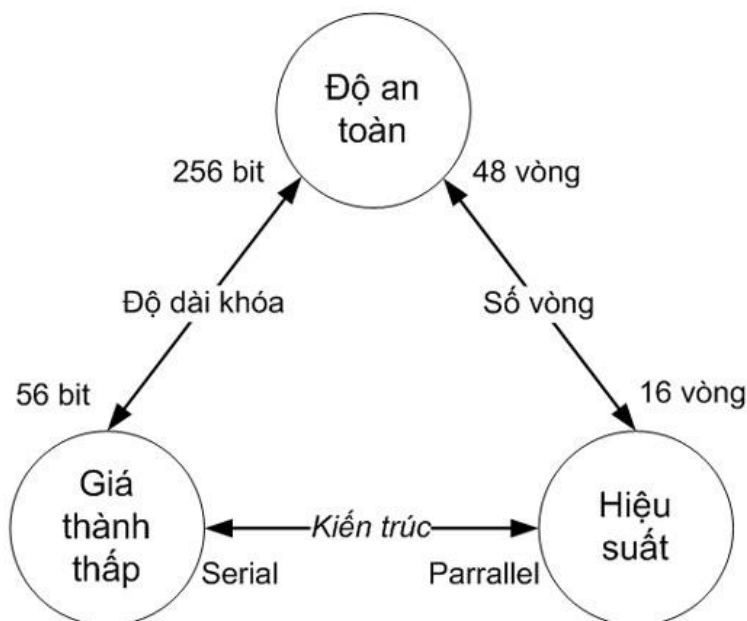 Độ an
toàn
256 bit
48 vòng
Độ dài khóa
Số vòng
56 bit
16 vòng
Giá
thành
thấp
Kiến trúc
Hiệu
suất
Serial
Parrallel